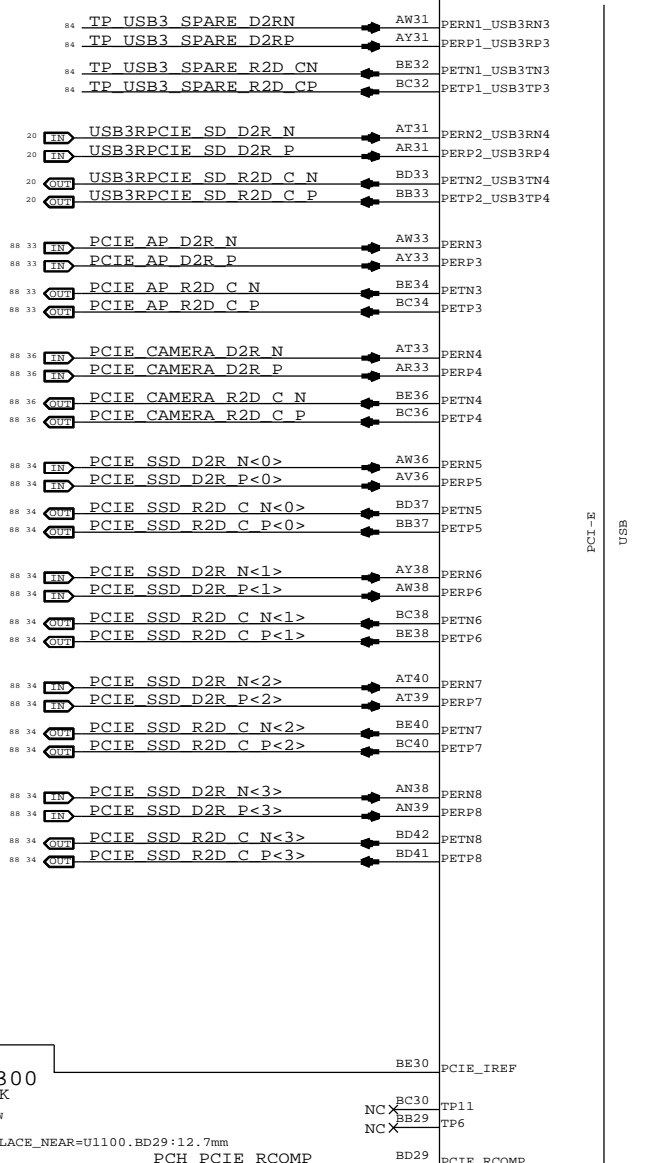 84 TP_USB3_SPARE_D2RN AW31 PERN1_USB3RN3
84 TP_USB3_SPARE_D2RP AY31 PERP1_USB3RP3
84 TP_USB3_SPARE_R2D_CN BE32 PETN1_USB3TN3
84 TP_USB3_SPARE_R2D_CP BC32 PETP1_USB3TP3
20 IN USB3RPCIE_SD_D2R_N AT31 PERN2_USB3RN4
20 IN USB3RPCIE_SD_D2R_P AR31 PERP2_USB3RP4
20 OUT USB3RPCIE_SD_R2D_C_N BD33 PETN2_USB3TN4
20 OUT USB3RPCIE_SD_R2D_C_P BB33 PETP2_USB3TP4
88 33 IN PCIE_AP_D2R_N AW33 PERN3
88 33 IN PCIE_AP_D2R_P AY33 PERP3
88 33 OUT PCIE_AP_R2D_C_N BE34 PETN3
88 33 OUT PCIE_AP_R2D_C_P BC34 PETP3
88 36 IN PCIE_CAMERA_D2R_N AT33 PERN4
88 36 IN PCIE_CAMERA_D2R_P AR33 PERP4
88 36 OUT PCIE_CAMERA_R2D_C_N BE36 PETN4
88 36 OUT PCIE_CAMERA_R2D_C_P BC36 PETP4
88 34 IN PCIE_SSD_D2R_N<0> AW36 PERN5
88 34 IN PCIE_SSD_D2R_P<0> AV36 PERP5
88 34 OUT PCIE_SSD_R2D_C_N<0> BD37 PETN5
88 34 OUT PCIE_SSD_R2D_C_P<0> BB37 PETP5
PCI-E
USB
88 34 IN PCIE_SSD_D2R_N<1> AY38 PERN6
88 34 IN PCIE_SSD_D2R_P<1> AW38 PERP6
88 34 OUT PCIE_SSD_R2D_C_N<1> BC38 PETN6
88 34 OUT PCIE_SSD_R2D_C_P<1> BE38 PETP6
88 34 IN PCIE_SSD_D2R_N<2> AT40 PERN7
88 34 IN PCIE_SSD_D2R_P<2> AT39 PERP7
88 34 OUT PCIE_SSD_R2D_C_N<2> BE40 PETN7
88 34 OUT PCIE_SSD_R2D_C_P<2> BC40 PETP7
88 34 IN PCIE_SSD_D2R_N<3> AN38 PERN8
88 34 IN PCIE_SSD_D2R_P<3> AN39 PERP8
88 34 OUT PCIE_SSD_R2D_C_N<3> BD42 PETN8
88 34 OUT PCIE_SSD_R2D_C_P<3> BD41 PETP8
BE30 PCIE_IREF
300
K
W
NC BC30 TP11
NC BB29 TP6
LACE_NEAR=U1100.BD29:12.7mm
PCH_PCIE_RCOMP BD29 PCIE_RCOMP